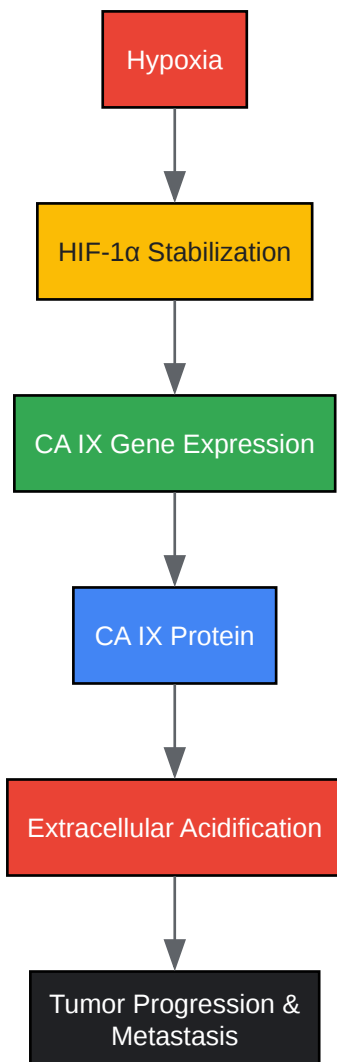 Hypoxia
HIF-1α Stabilization
CA IX Gene Expression
CA IX Protein
Extracellular Acidification
Tumor Progression &
Metastasis